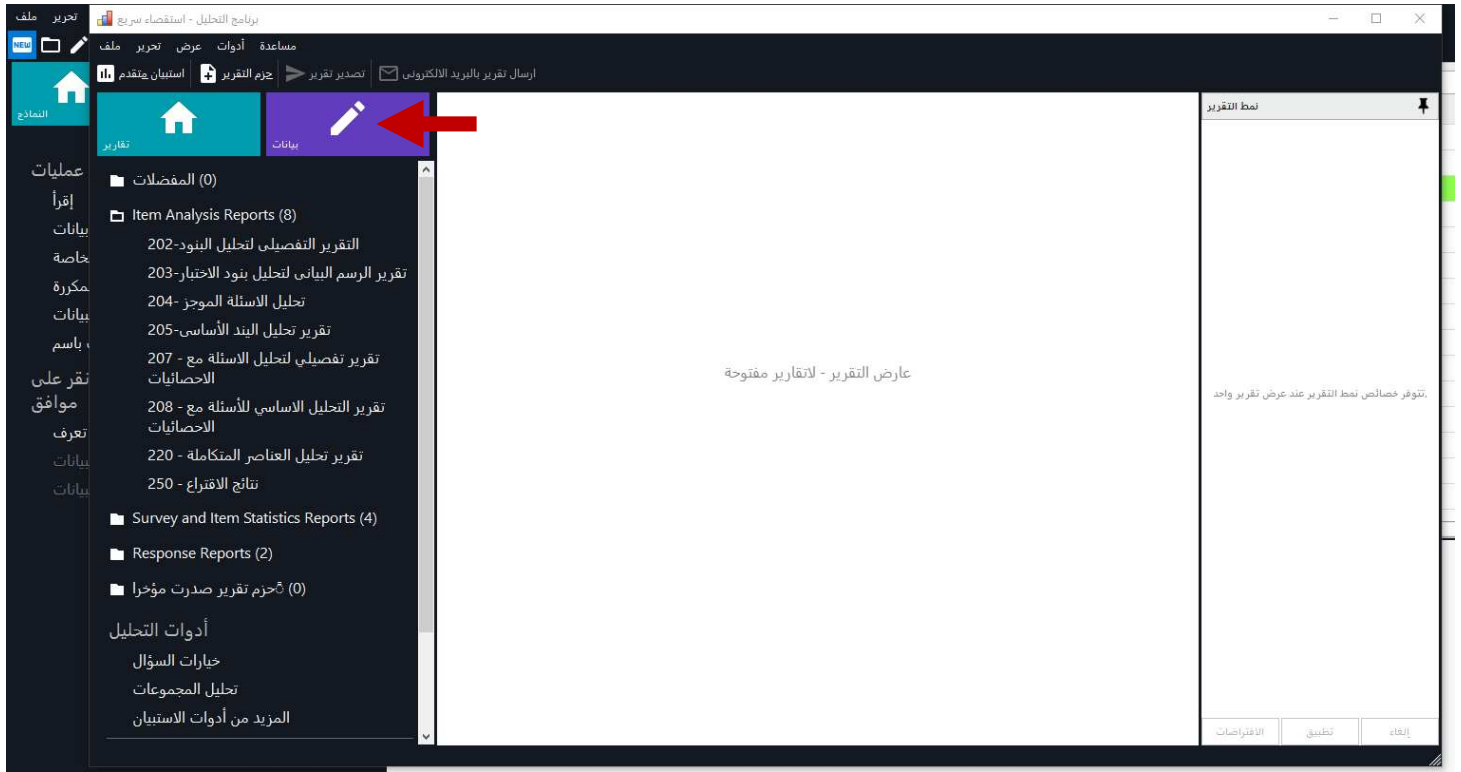 تحرير ملف
NEW
النماذج
عمليات
إقرأ
بيانات
باسم
نقر على
موافق
تعرف
برنامج التحليل - استقصاء سريع
ملف تحرير عرض أدوات مساعدة
استبيان متقدم
حزم التقرير
تصدير تقرير
ارسال تقرير بالبريد الالكترونى
تقارير
بيانات
المفضلات (0)
Item Analysis Reports (8)
202-التقرير التفصيلى لتحليل البنود
203-تقرير الرسم البيانى لتحليل بنود الاختبار
204- تحليل الاسئلة الموجز
205-تقرير تحليل البند الأساسى
207 - تقرير تفصيلي لتحليل الاسئلة مع
الاحصائيات
208 - تقرير التحليل الاساسي للأسئلة مع
الاحصائيات
220 - تقرير تحليل العناصر المتكاملة
250 - نتائج الاقتراع
Survey and Item Statistics Reports (4)
Response Reports (2)
حزم تقرير صدرت مؤخرا (0)
أدوات التحليل
خيارات السؤال
تحليل المجموعات
المزيد من أدوات الاستبيان
عارض التقرير - لاتقارير مفتوحة
نمط التقرير
تتوفر خصائص نمط التقرير عند عرض تقرير واحد.
الافتراضات
تطبيق
إلغاء